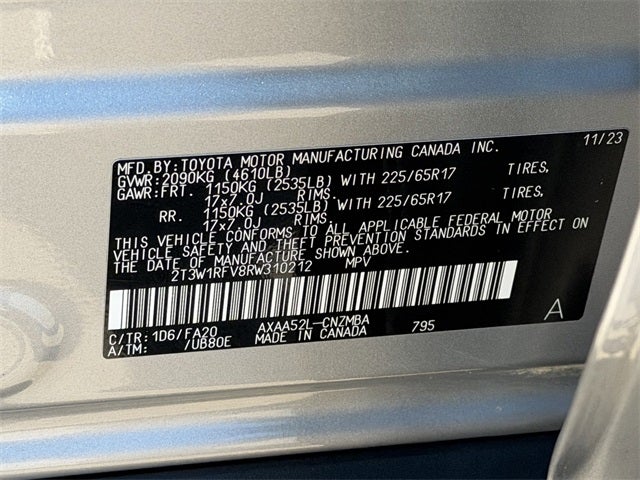 MFD.BY:TOYOTA MOTOR MANUFACTURING CANADA INC. 11/23
GVWR:2090KG (4610LB)
GAWR:FRT. 1150KG (2535LB) WITH 225/65R17 TIRES,
17x7.0J RIMS.
RR. 1150KG (2535LB) WITH 225/65R17 TIRES,
17x7.0J RIMS.
THIS VEHICLE CONFORMS TO ALL APPLICABLE FEDERAL MOTOR
VEHICLE SAFETY AND THEFT PREVENTION STANDARDS IN EFFECT ON
THE DATE OF MANUFACTURE SHOWN ABOVE.
2T3W1RFV8RW310212 MPV
C/TR:1D6/FA20 AXAA52L-CNZMBA 795 A
A/TM: /UB80E MADE IN CANADA